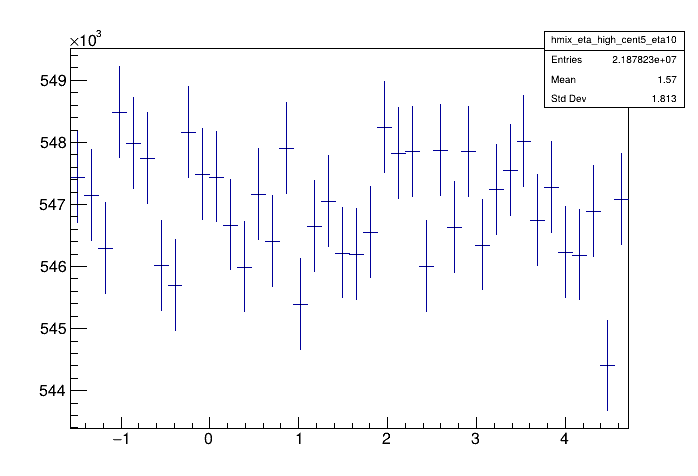 ×10³
hmix_eta_high_cent5_eta10
Entries 2.187823e+07
Mean 1.57
Std Dev 1.813
549
548
547
546
545
544
−1 0 1 2 3 4